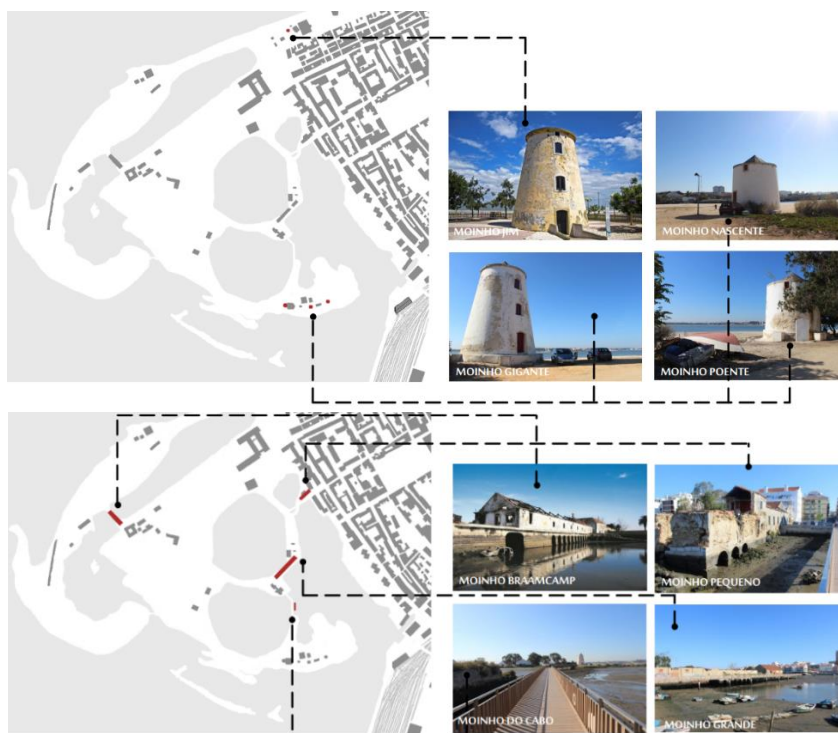 MOINHO JIM
MOINHO NASCENTE
MOINHO GIGANTE
MOINHO POENTE
MOINHO BRAAMCAMP
MOINHO PEQUENO
MOINHO DO CABO
MOINHO GRANDE